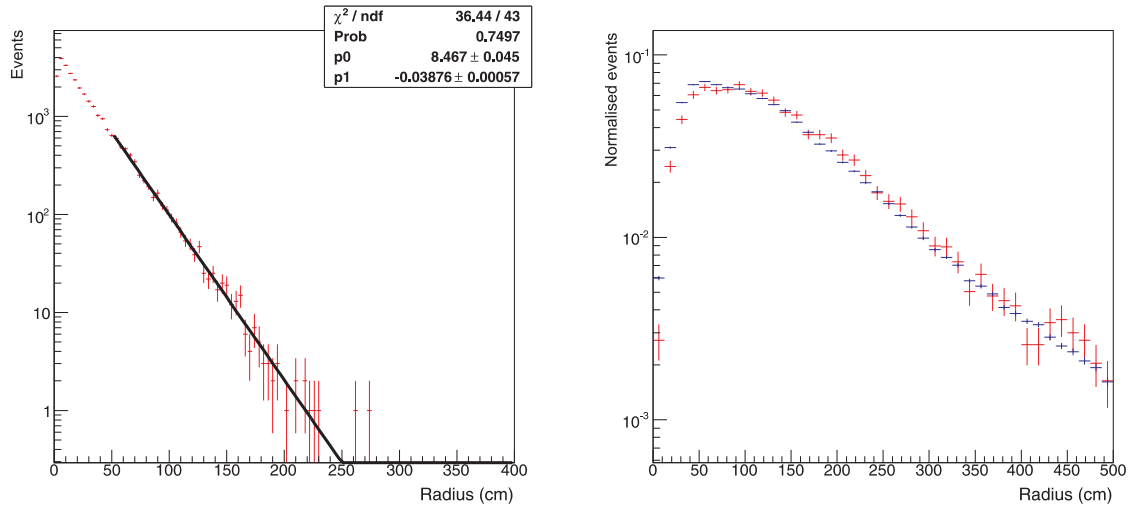 χ² / ndf 36.44 / 43
Prob 0.7497
p0 8.467 ± 0.045
p1 -0.03876 ± 0.00057
Events
10³
10²
10
1
0 50 100 150 200 250 300 350 400
Radius (cm)
Normalised events
10⁻¹
10⁻²
10⁻³
0 50 100 150 200 250 300 350 400 450 500
Radius (cm)